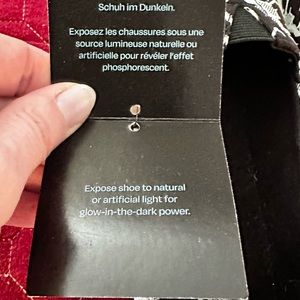 Schuh im Dunkeln.
Exposez les chaussures sous une
source lumineuse naturelle ou
artificielle pour révéler l'effet
phosphorescent.
Expose shoe to natural
or artificial light for
glow-in-the-dark power.